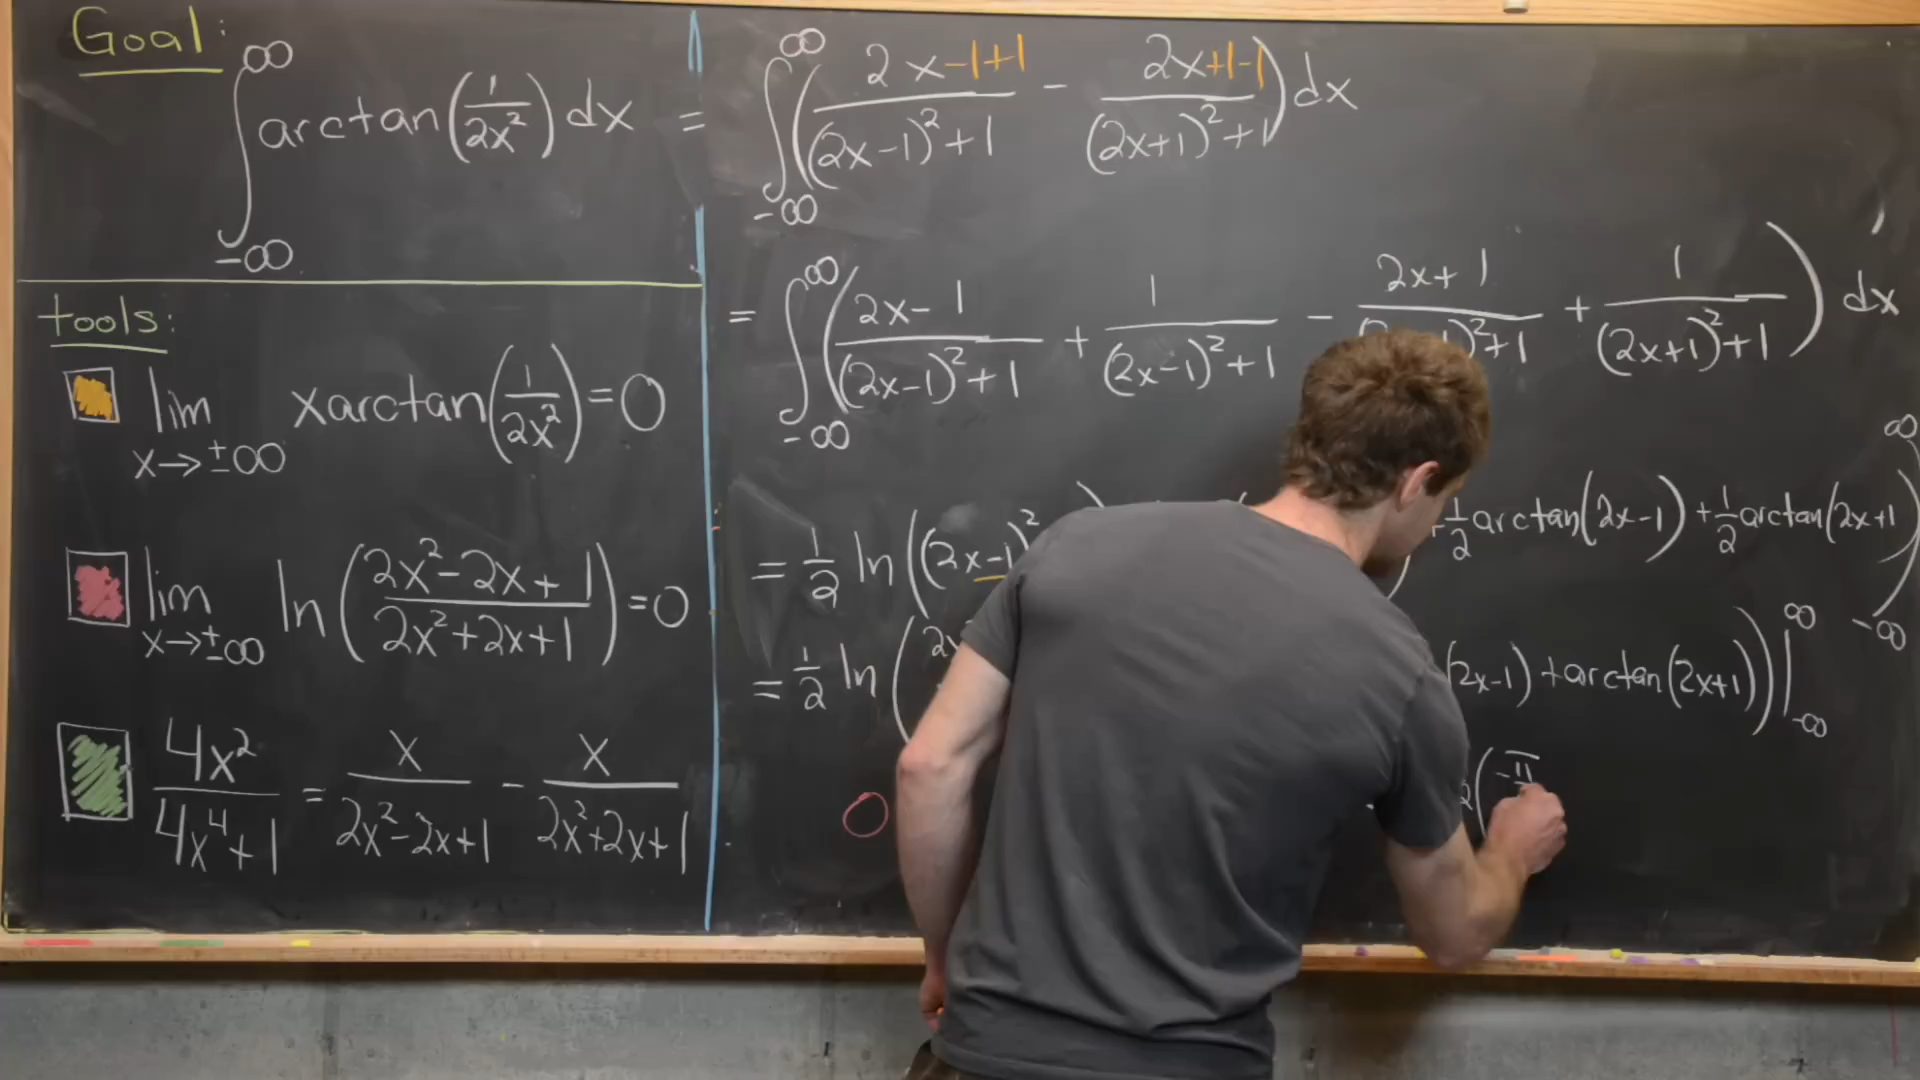 Goal:
∫_{-∞}^{∞} arctan(1/(2x²)) dx = ∫_{-∞}^{∞} ((2x-1+1)/((2x-1)²+1) - (2x+1-1)/((2x+1)²+1)) dx
= ∫_{-∞}^{∞} ((2x-1)/((2x-1)²+1) + 1/((2x-1)²+1) - (2x+1)/( )²+1) + 1/((2x+1)²+1)) dx
= 1/2 ln((2x-1)² + 1/2 arctan(2x-1) + 1/2 arctan(2x+1))_{-∞}^{∞}
= 1/2 ln( (2x-1) + arctan(2x+1))|_{-∞}^{∞}
0 2(-π
tools:
lim_{x→±∞} x arctan(1/(2x²)) = 0
lim_{x→±∞} ln((2x²-2x+1)/(2x²+2x+1)) = 0
4x²/(4x⁴+1) = x/(2x²-2x+1) - x/(2x²+2x+1)